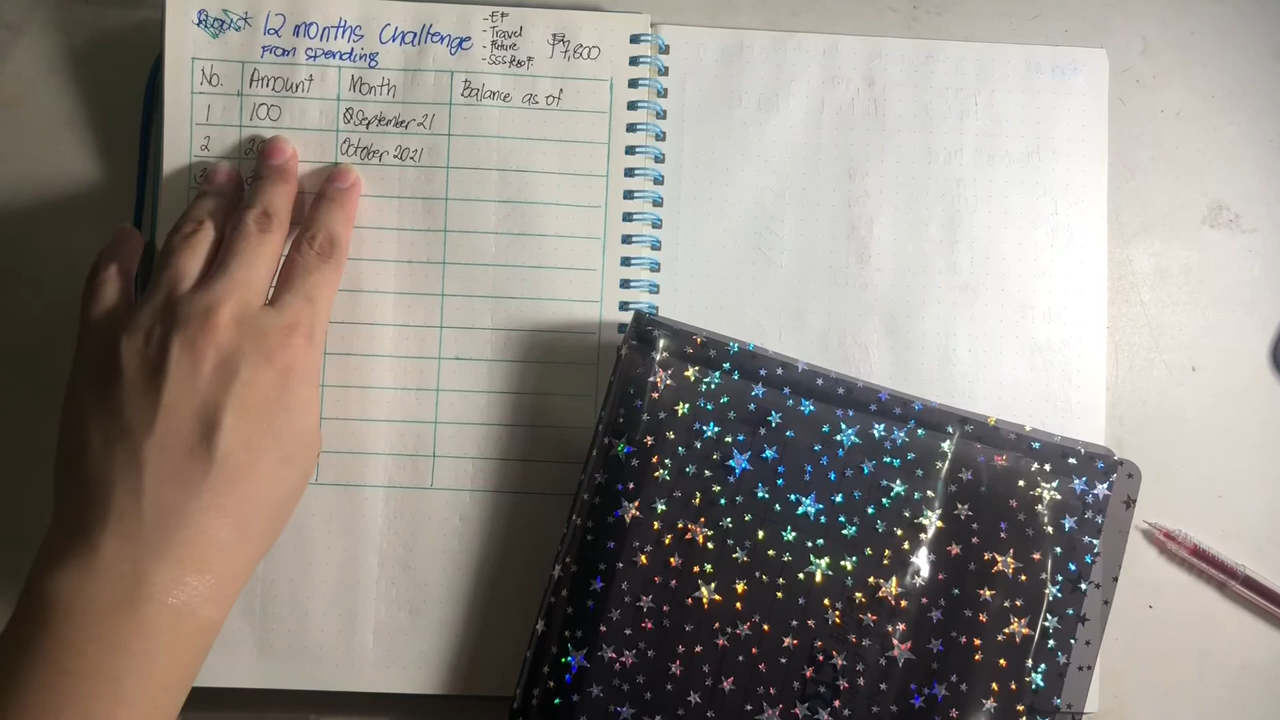 12 months Challenge
From spending
-EF
-Travel
-Future
₱7,800
No. Amount Month Balance as of
1 100 September 21
2 October 2021
3